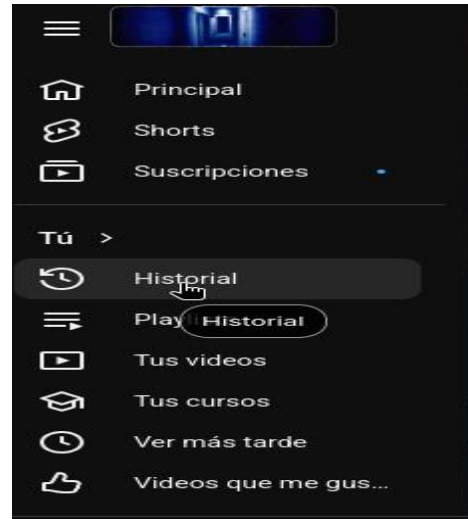 Principal
Shorts
Suscripciones
Tú >
Historial
Play
Historial
Tus videos
Tus cursos
Ver más tarde
Videos que me gus...